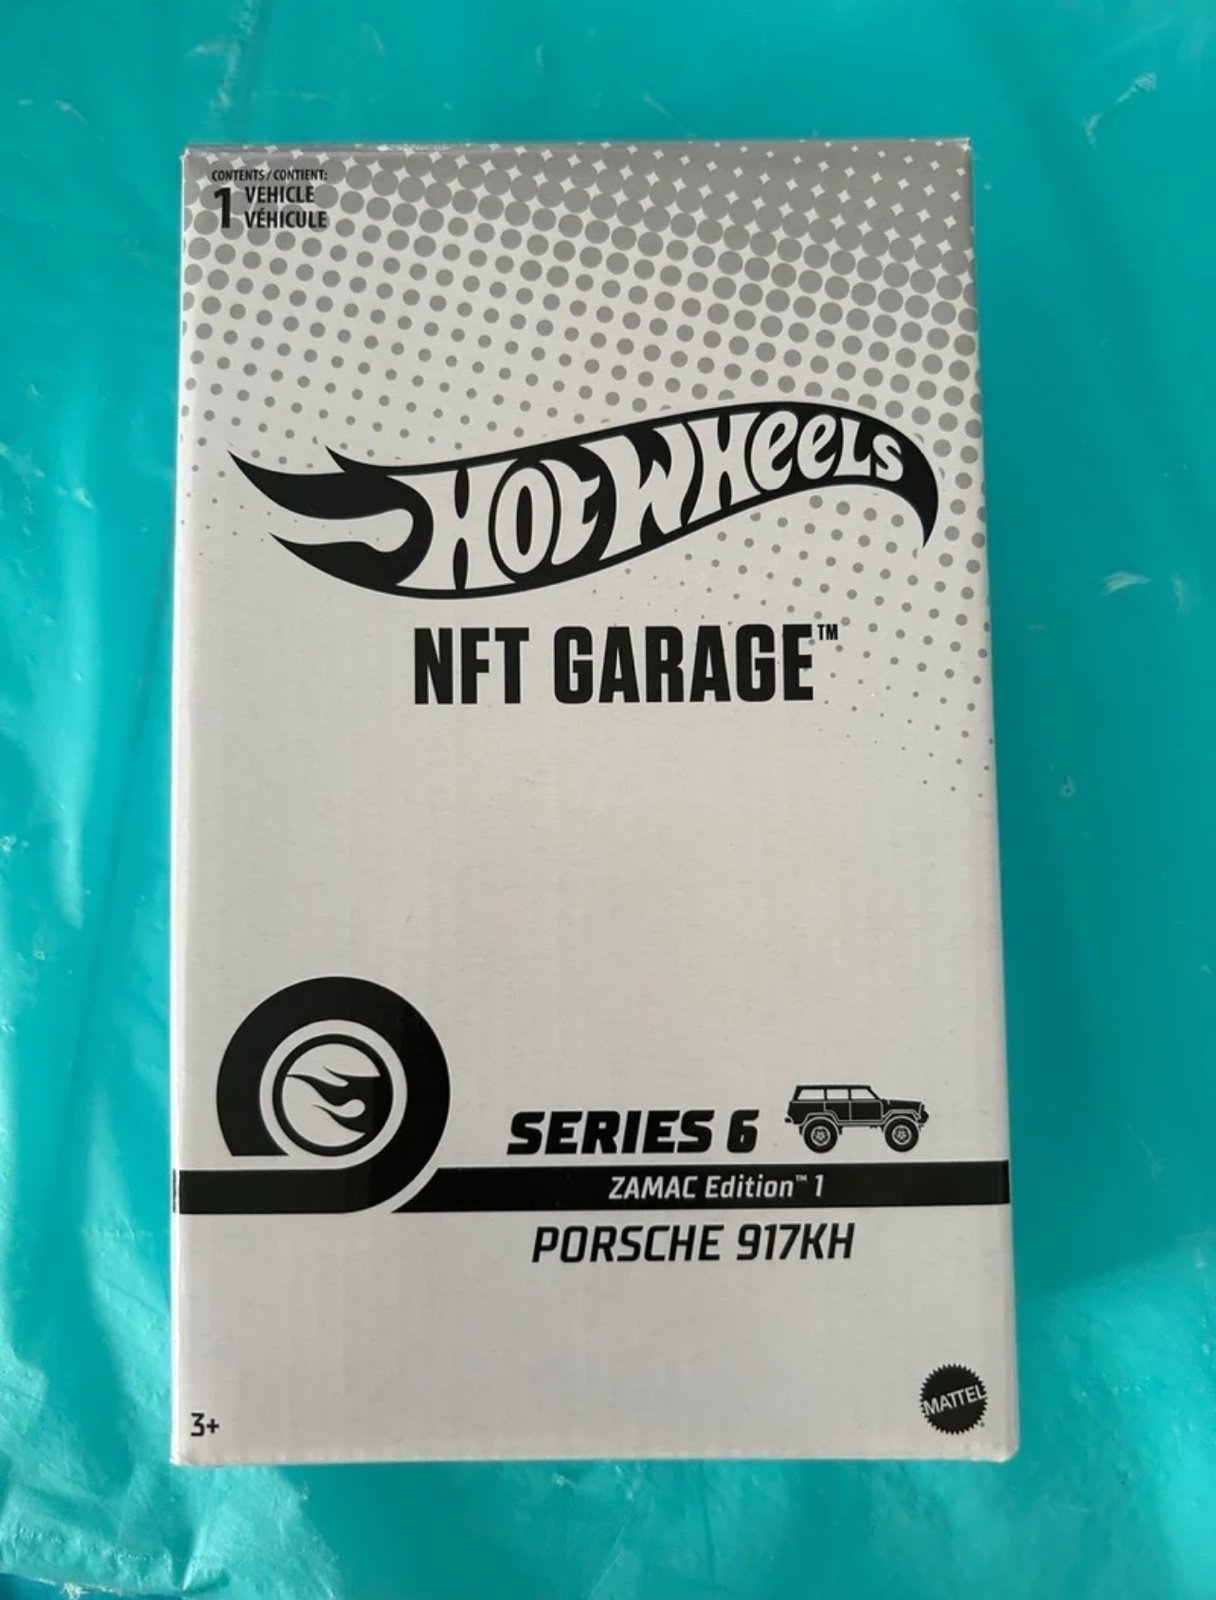 CONTENTS / CONTIENT:
1 VEHICLE
VÉHICULE
HOT WHEELS
NFT GARAGE™
SERIES 6
ZAMAC Edition™ 1
PORSCHE 917KH
3+
MATTEL